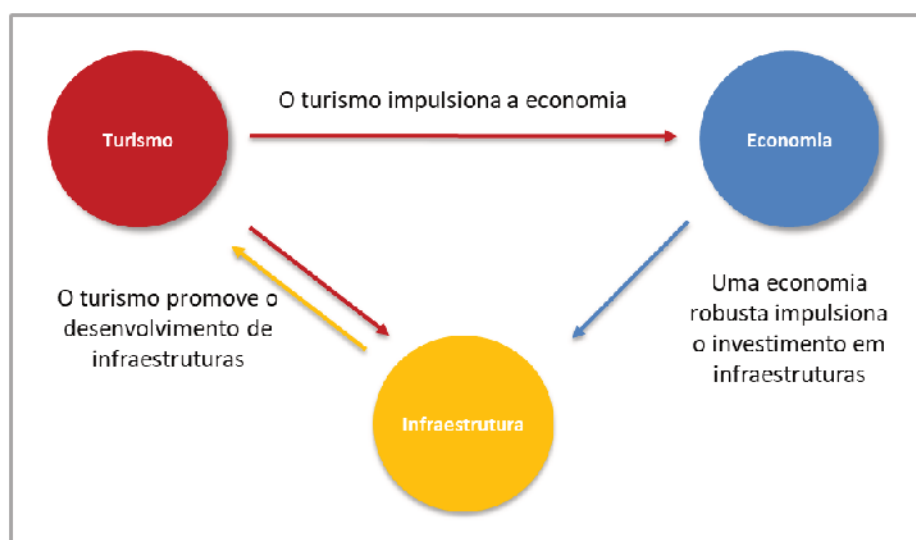 O turismo impulsiona a economia
Turismo
Economia
O turismo promove o
desenvolvimento de
infraestruturas
Uma economia
robusta impulsiona
o investimento em
infraestruturas
Infraestrutura